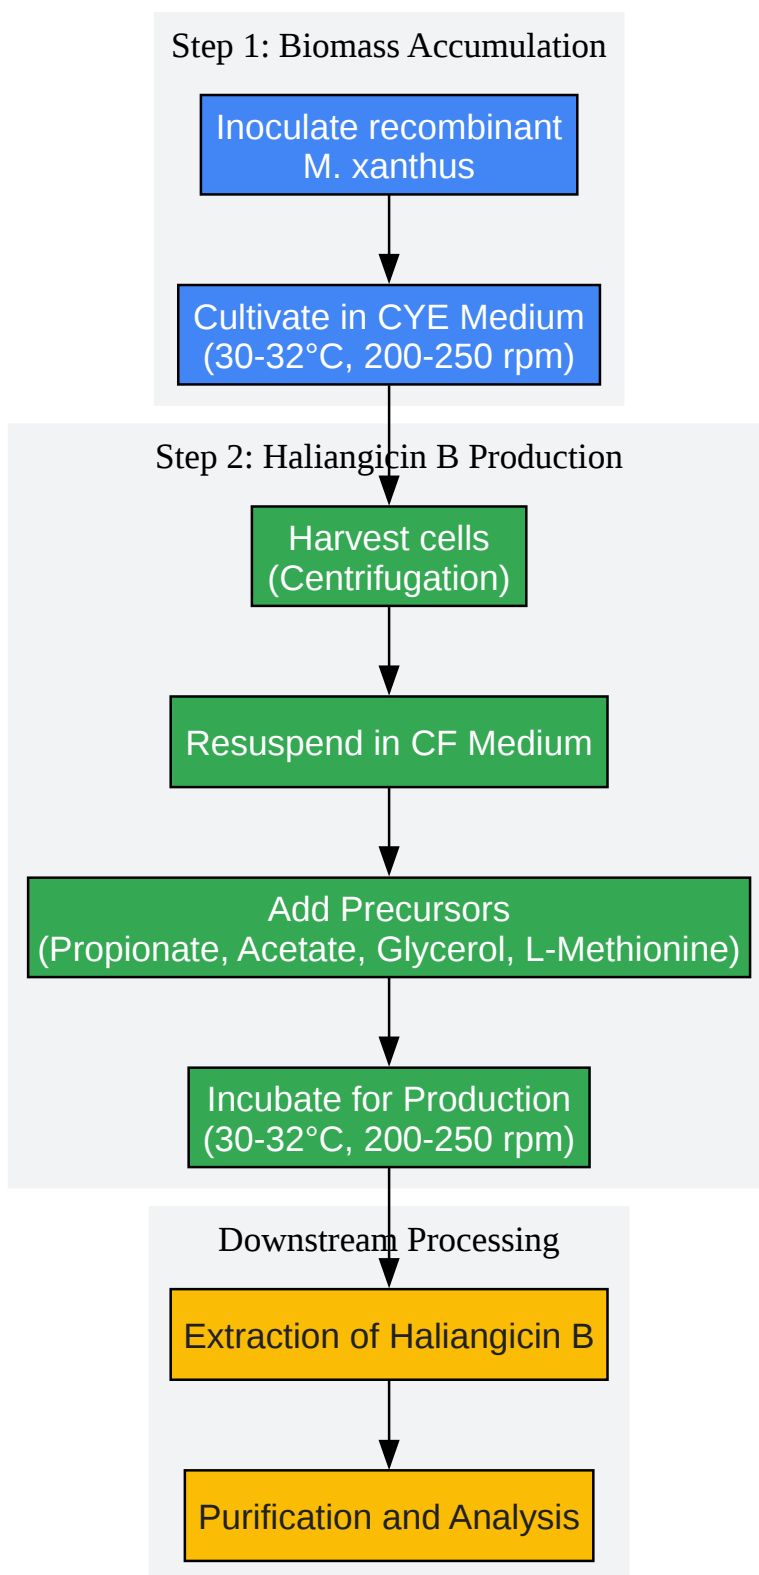 Step 1: Biomass Accumulation
Inoculate recombinant
M. xanthus
Cultivate in CYE Medium
(30-32°C, 200-250 rpm)
Step 2: Haliangicin B Production
Harvest cells
(Centrifugation)
Resuspend in CF Medium
Add Precursors
(Propionate, Acetate, Glycerol, L-Methionine)
Incubate for Production
(30-32°C, 200-250 rpm)
Downstream Processing
Extraction of Haliangicin B
Purification and Analysis